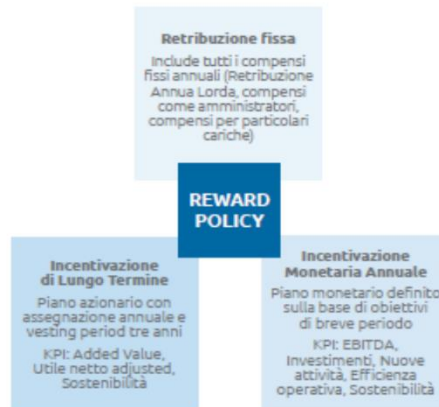 Retribuzione fissa
Include tutti i compensi
fissi annuali (Retribuzione
Annua Lorda, compensi
come amministratori,
compensi per particolari
cariche)
REWARD
POLICY
Incentivazione
di Lungo Termine
Piano azionario con
assegnazione annuale e
vesting period tre anni
KPI: Added Value,
Utile netto adjusted,
Sostenibilità
Incentivazione
Monetaria Annuale
Piano monetario definito
sulla base di obiettivi
di breve periodo
KPI: EBITDA,
Investimenti, Nuove
attività, Efficienza
operativa, Sostenibilità